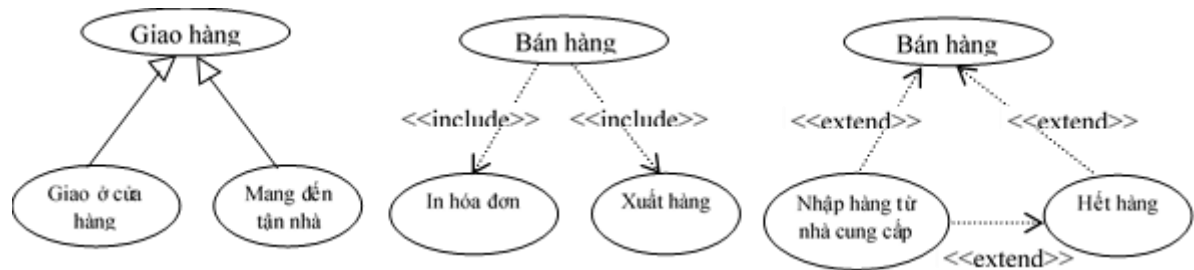 Giao hàng
Giao ở cửa
hàng
Mang đến
tận nhà
Bán hàng
<<include>>
<<include>>
In hóa đơn
Xuất hàng
Bán hàng
<<extend>>
<<extend>>
Nhập hàng từ
nhà cung cấp
Hết hàng
<<extend>>